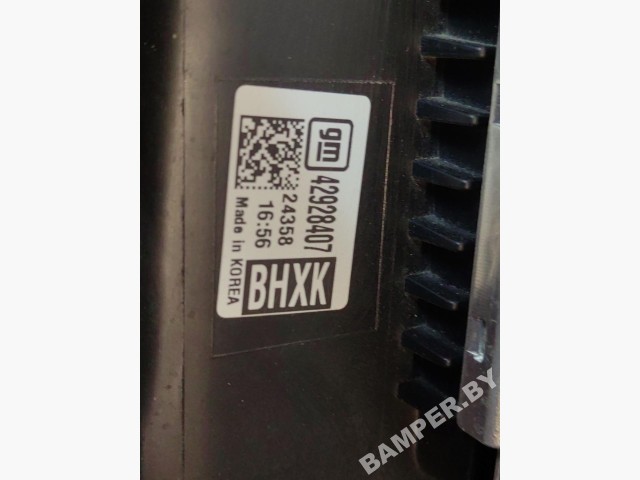 gm
42928407
24358
16:56
Made in KOREA
BHXK
BAMPER.BY